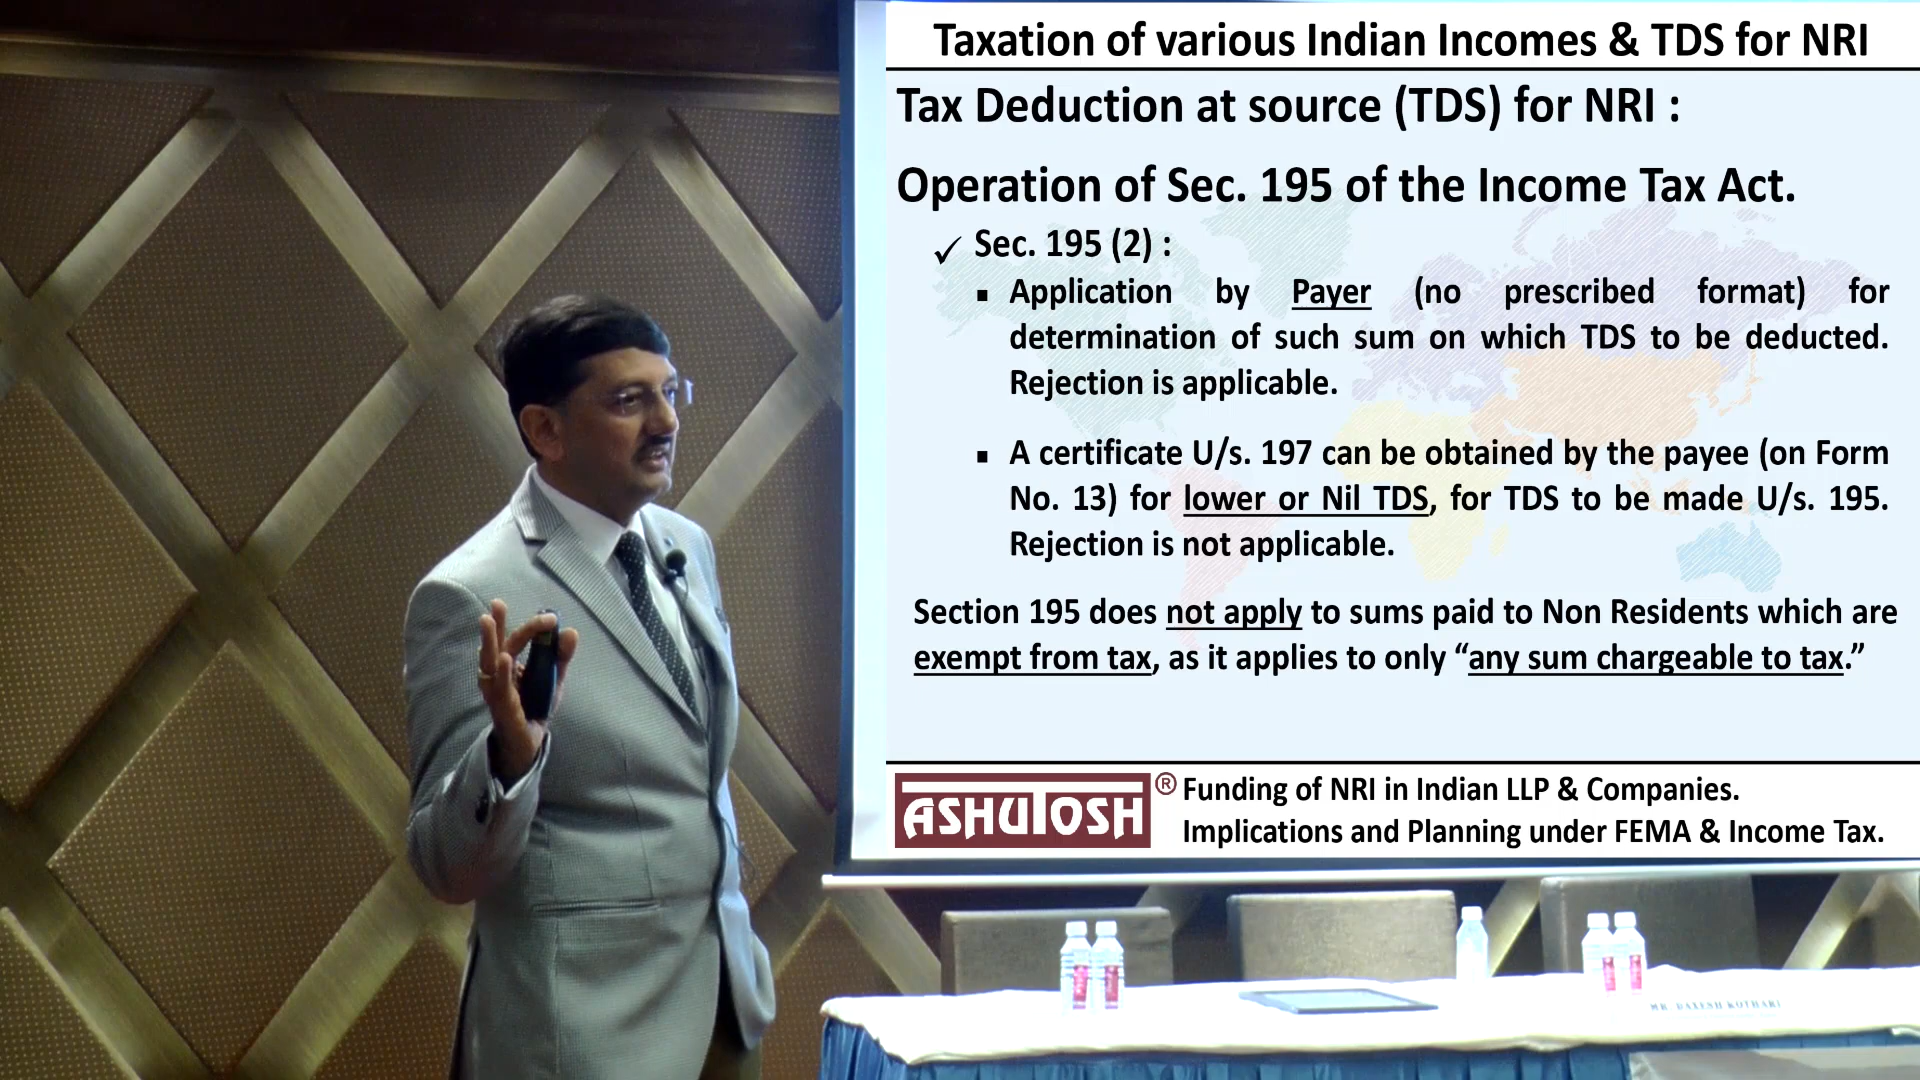 Taxation of various Indian Incomes & TDS for NRI
Tax Deduction at source (TDS) for NRI :
Operation of Sec. 195 of the Income Tax Act.
✓ Sec. 195 (2) :
▪ Application by Payer (no prescribed format) for
determination of such sum on which TDS to be deducted.
Rejection is applicable.
▪ A certificate U/s. 197 can be obtained by the payee (on Form
No. 13) for lower or Nil TDS, for TDS to be made U/s. 195.
Rejection is not applicable.
Section 195 does not apply to sums paid to Non Residents which are
exempt from tax, as it applies to only “any sum chargeable to tax.”
ASHUTOSH®
Funding of NRI in Indian LLP & Companies.
Implications and Planning under FEMA & Income Tax.
MR. DAXESH KOTHARI